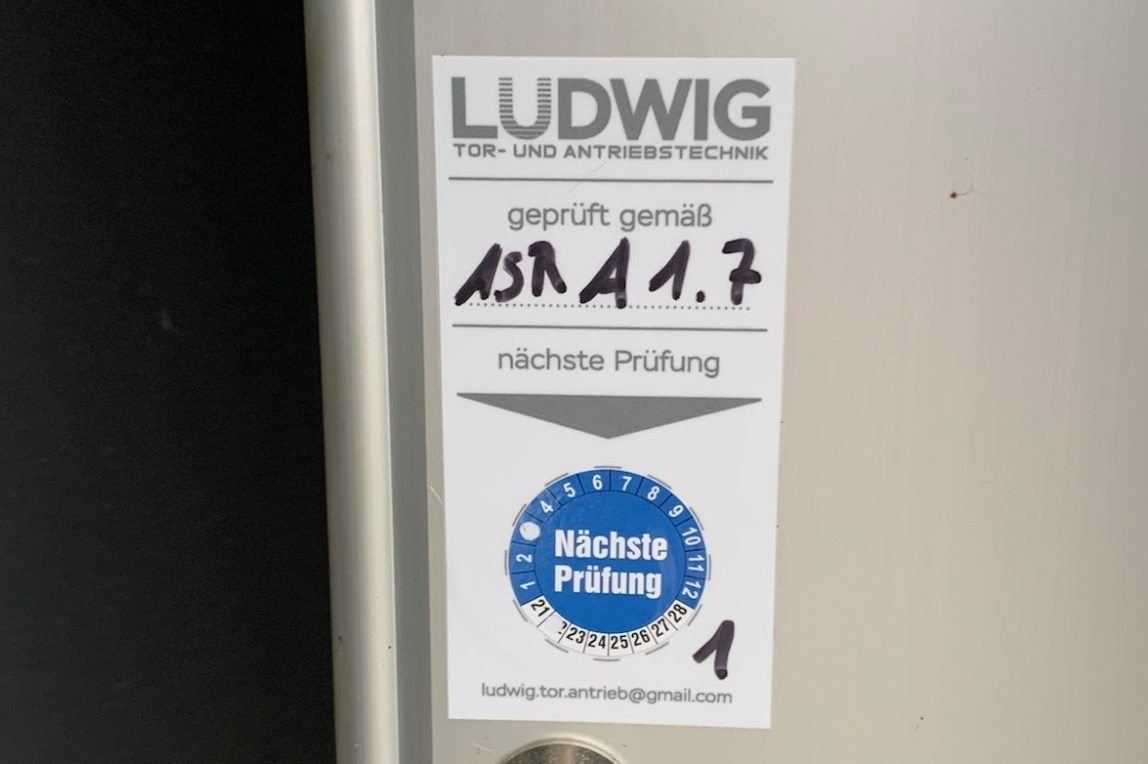 LUDWIG
TOR- UND ANTRIEBSTECHNIK
geprüft gemäß
ASR A 1.7
nächste Prüfung
1 2 4 5 6 7 8 9 10 11 12
Nächste
Prüfung
21 23 24 25 26 27 28
1
ludwig.tor.antrieb@gmail.com